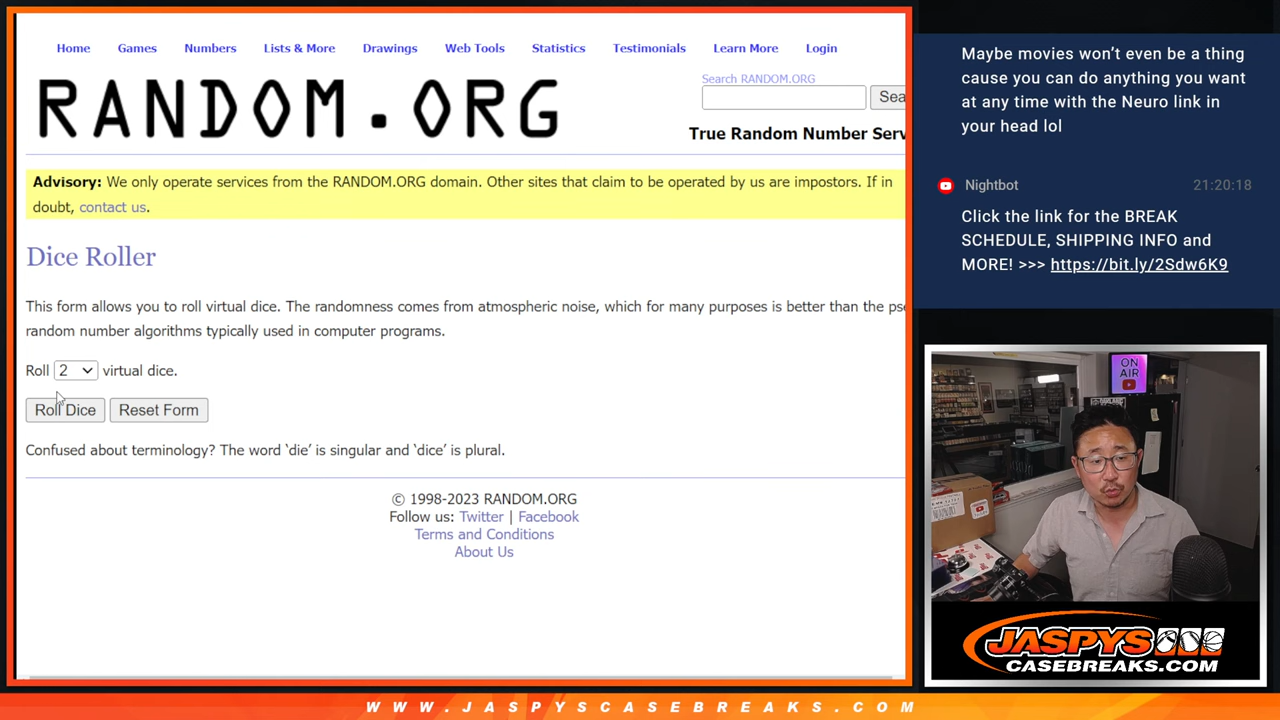 Home Games Numbers Lists & More Drawings Web Tools Statistics Testimonials Learn More Login
RANDOM.ORG
Search RANDOM.ORG
Sea
True Random Number Serv
Advisory: We only operate services from the RANDOM.ORG domain. Other sites that claim to be operated by us are impostors. If in
doubt, contact us.
Dice Roller
This form allows you to roll virtual dice. The randomness comes from atmospheric noise, which for many purposes is better than the pse
random number algorithms typically used in computer programs.
Roll 2 virtual dice.
Roll Dice Reset Form
Confused about terminology? The word ‘die’ is singular and ‘dice’ is plural.
© 1998-2023 RANDOM.ORG
Follow us: Twitter | Facebook
Terms and Conditions
About Us
Maybe movies won’t even be a thing
cause you can do anything you want
at any time with the Neuro link in
your head lol
Nightbot 21:20:18
Click the link for the BREAK
SCHEDULE, SHIPPING INFO and
MORE! >>> https://bit.ly/2Sdw6K9
ON
AIR
JASPYS
CASEBREAKS.COM
WWW.JASPYSCASEBREAKS.COM